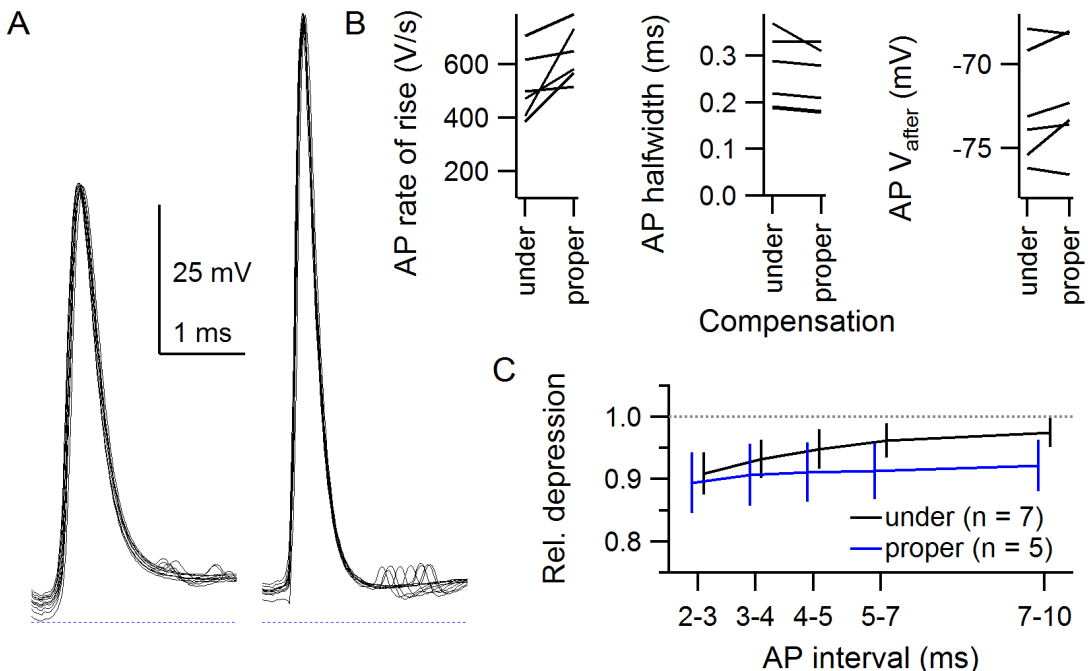 A
25 mV
1 ms
B
AP rate of rise (V/s)
600
400
200
under
proper
AP halfwidth (ms)
0.3
0.2
0.1
0.0
under
proper
AP Vafter (mV)
-70
-75
under
proper
Compensation
C
Rel. depression
1.0
0.9
0.8
under (n = 7)
proper (n = 5)
2-3 3-4 4-5 5-7 7-10
AP interval (ms)